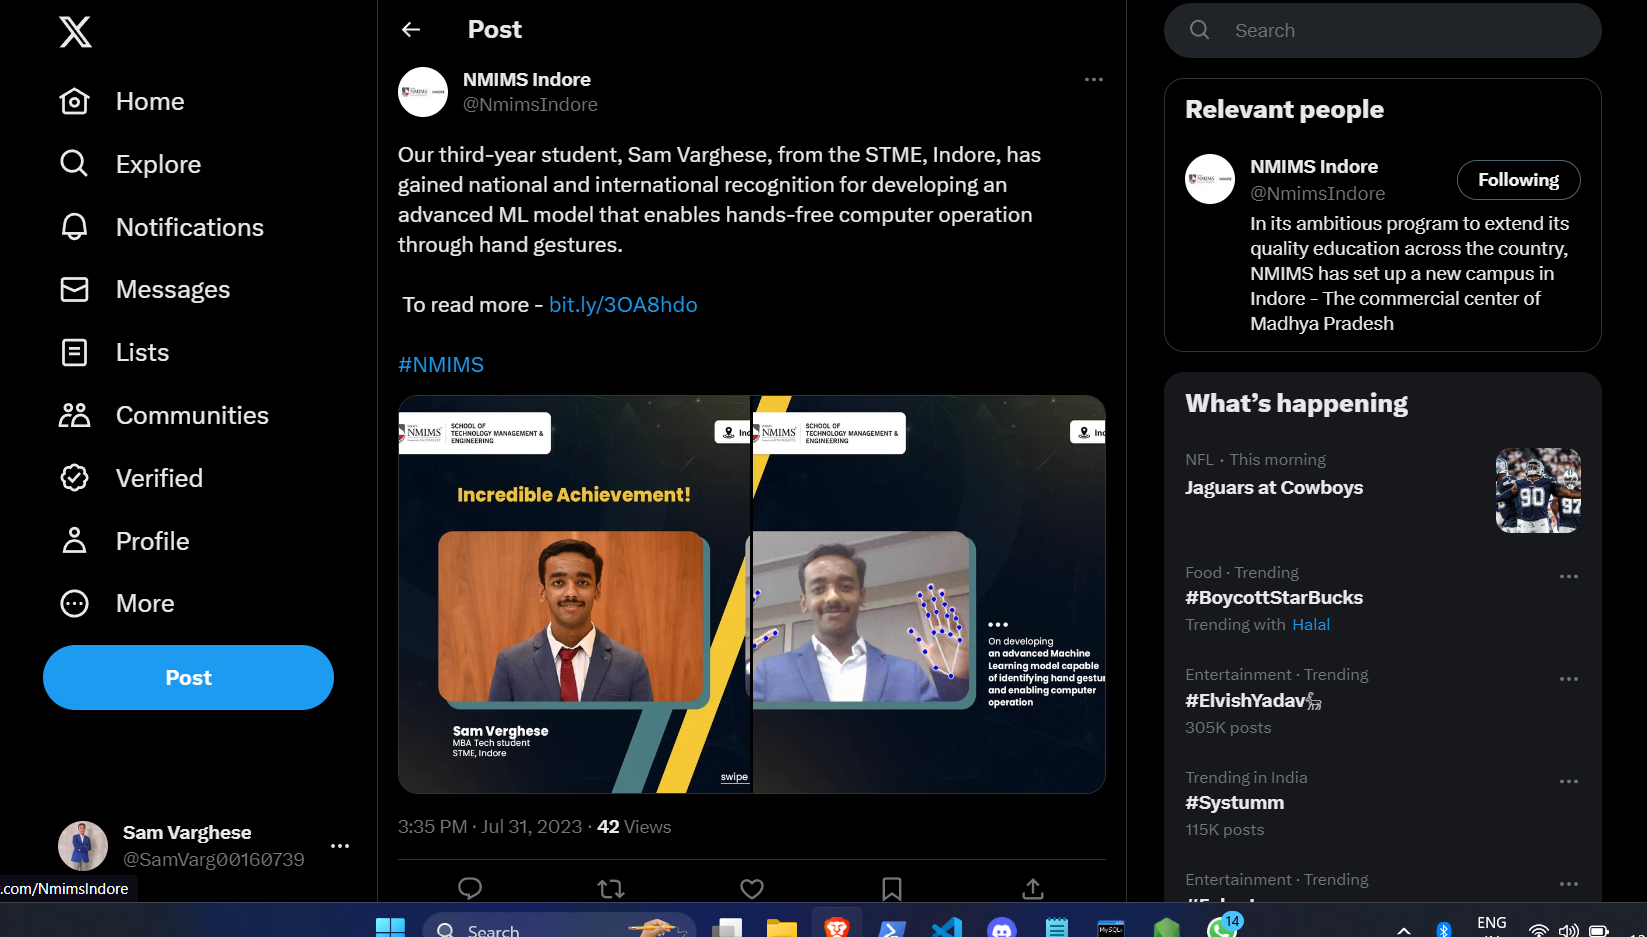 Home
Explore
Notifications
Messages
Lists
Communities
Verified
Profile
More
Post
Sam Varghese
@SamVarg00160739
.com/NmimsIndore
Post
NMIMS Indore
@NmimsIndore
Our third-year student, Sam Varghese, from the STME, Indore, has
gained national and international recognition for developing an
advanced ML model that enables hands-free computer operation
through hand gestures.
To read more - bit.ly/3OA8hdo
#NMIMS
NMIMS
SCHOOL OF
TECHNOLOGY MANAGEMENT &
ENGINEERING
Incredible Achievement!
Sam Verghese
MBA Tech student
STME, Indore
swipe
NMIMS
SCHOOL OF
TECHNOLOGY MANAGEMENT &
ENGINEERING
On developing
an advanced Machine
Learning model capable
of identifying hand gestu
and enabling computer
operation
3:35 PM · Jul 31, 2023 · 42 Views
Search
Relevant people
NMIMS Indore
@NmimsIndore
Following
In its ambitious program to extend its
quality education across the country,
NMIMS has set up a new campus in
Indore - The commercial center of
Madhya Pradesh
What's happening
NFL · This morning
Jaguars at Cowboys
90
97
Food · Trending
#BoycottStarBucks
Trending with Halal
Entertainment · Trending
#ElvishYadav
305K posts
Trending in India
#Systumm
115K posts
Entertainment · Trending
Search
MySQL
14
ENG